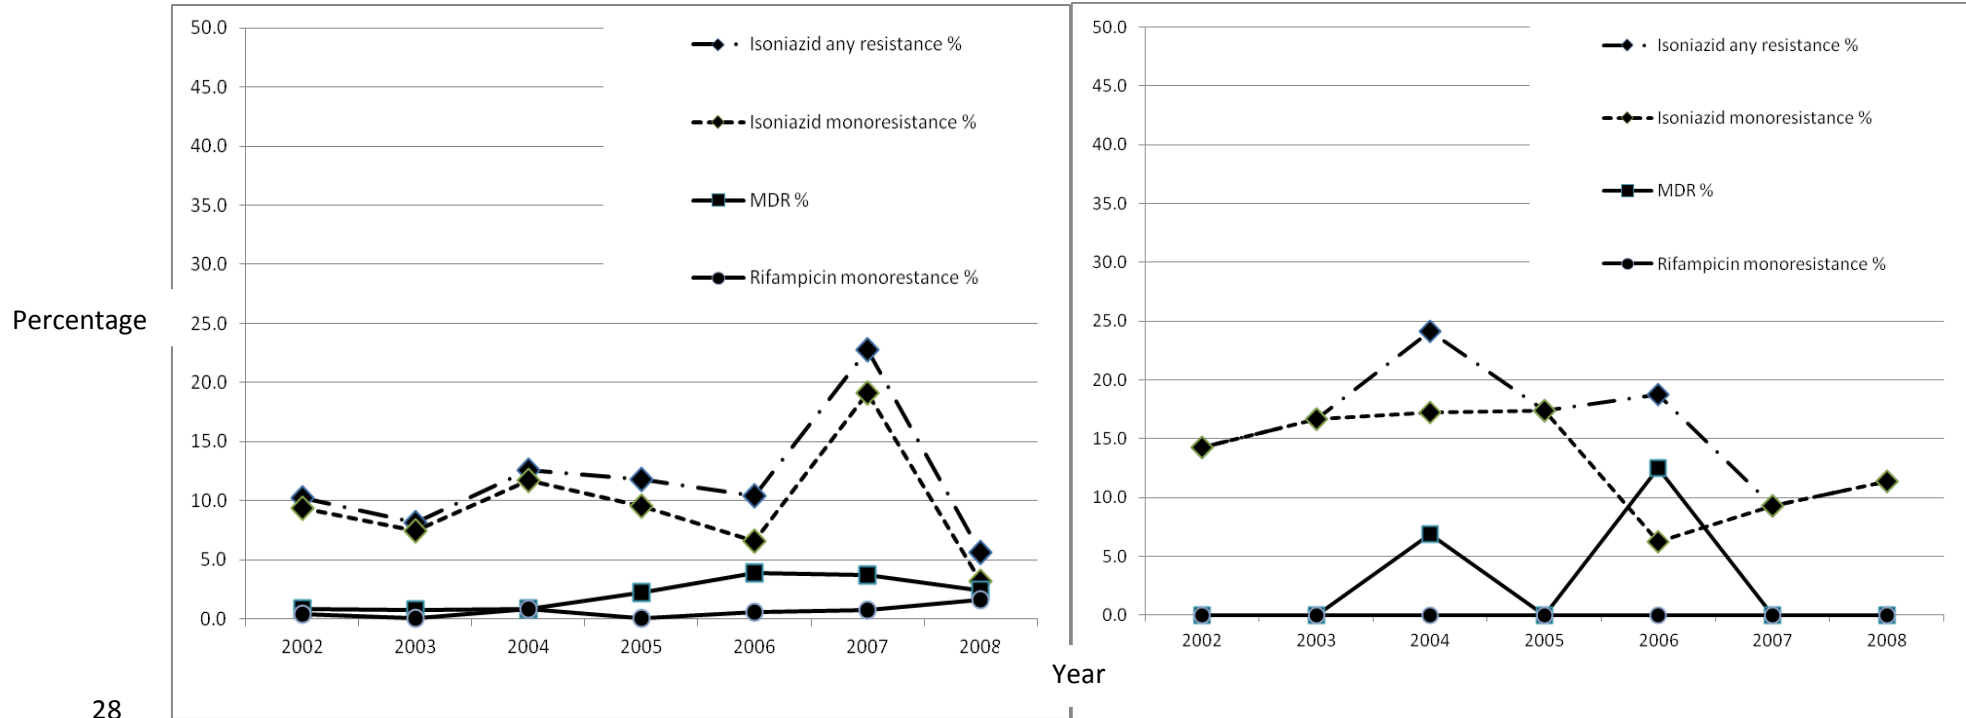 Percentage
50.0
45.0
40.0
35.0
30.0
25.0
20.0
15.0
10.0
5.0
0.0
Isoniazid any resistance %
Isoniazid monoresistance %
MDR %
Rifampicin monorestance %
2002 2003 2004 2005 2006 2007 2008
50.0
45.0
40.0
35.0
30.0
25.0
20.0
15.0
10.0
5.0
0.0
Isoniazid any resistance %
Isoniazid monoresistance %
MDR %
Rifampicin monoresistance %
2002 2003 2004 2005 2006 2007 2008
Year
28